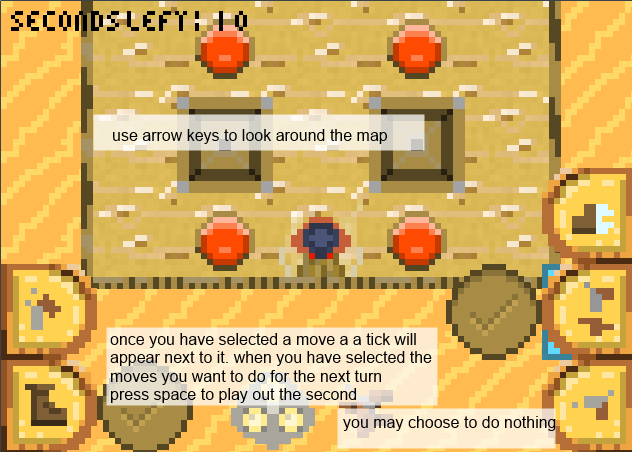 SECONDS LEFT: 10
use arrow keys to look around the map
once you have selected a move a a tick will
appear next to it. when you have selected the
moves you want to do for the next turn
press space to play out the second
you may choose to do nothing